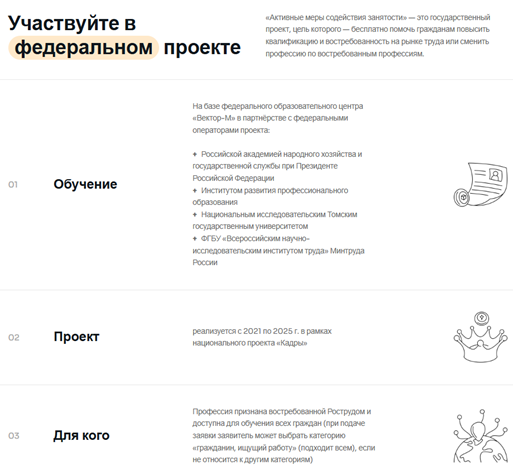 Участвуйте в
федеральном проекте
«Активные меры содействия занятости» — это государственный
проект, цель которого — бесплатно помочь гражданам повысить
квалификацию и востребованность на рынке труда или сменить
профессию по востребованным профессиям.
01
Обучение
На базе федерального образовательного центра
«Вектор-М» в партнёрстве с федеральными
операторами проекта:
+ Российской академией народного хозяйства и
государственной службы при Президенте
Российской Федерации
+ Институтом развития профессионального
образования
+ Национальным исследовательским Томским
государственным университетом
+ ФГБУ «Всероссийским научно-
исследовательским институтом труда» Минтруда
России
02
Проект
реализуется с 2021 по 2025 г. в рамках
национального проекта «Кадры»
03
Для кого
Профессия признана востребованной Рострудом и
доступна для обучения всех граждан (при подаче
заявки заявитель может выбрать категорию
«гражданин, ищущий работу» (подходит всем), если
не относится к другим категориям)